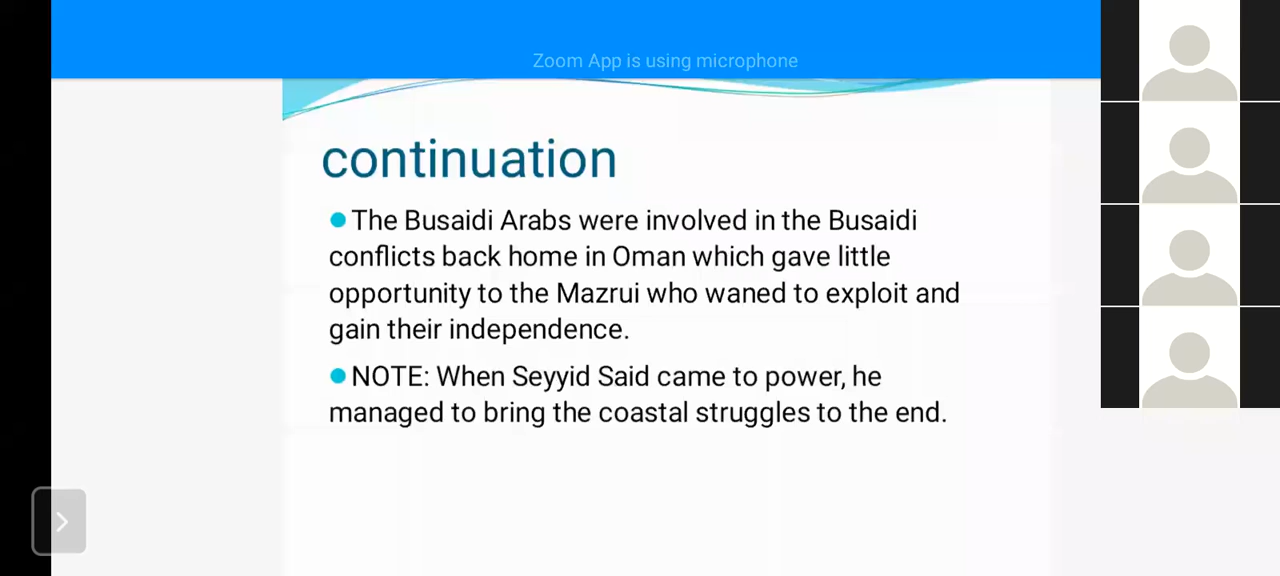 Zoom App is using microphone
continuation
The Busaidi Arabs were involved in the Busaidi
conflicts back home in Oman which gave little
opportunity to the Mazrui who waned to exploit and
gain their independence.
NOTE: When Seyyid Said came to power, he
managed to bring the coastal struggles to the end.